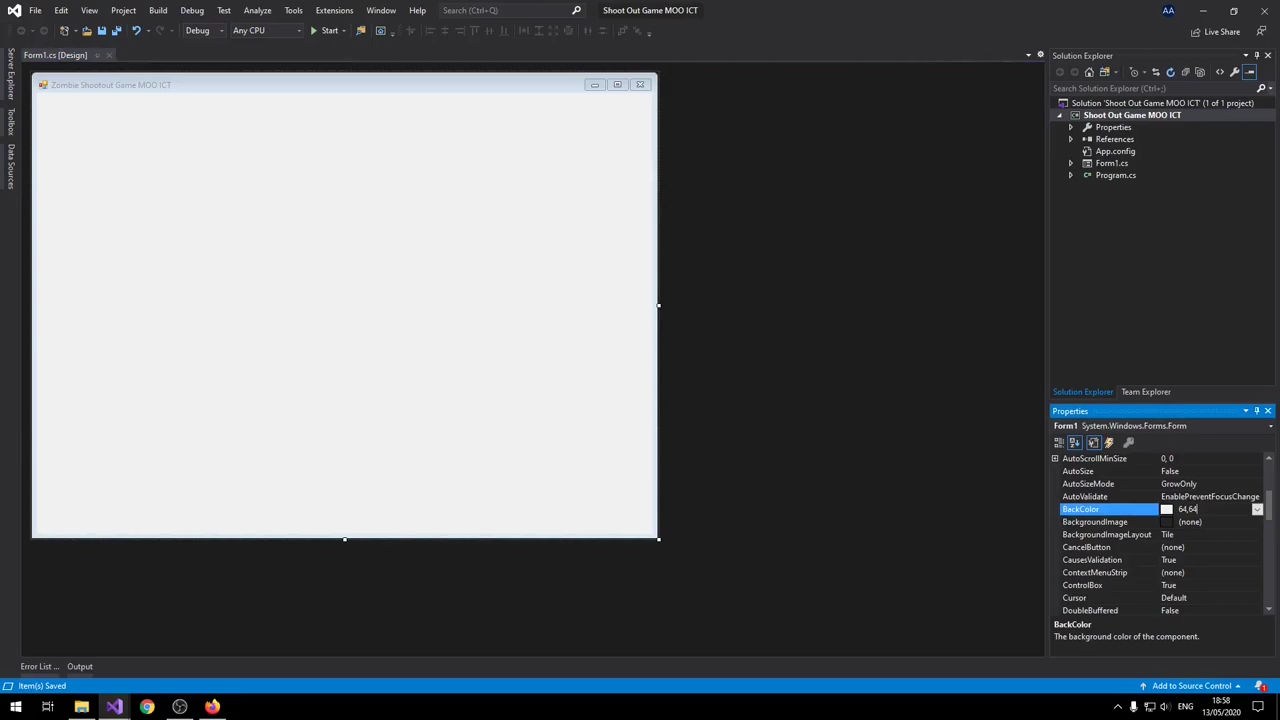 File Edit View Project Build Debug Test Analyze Tools Extensions Window Help Search (Ctrl+Q) Shoot Out Game MOO ICT AA
Debug Any CPU Start Live Share
Form1.cs [Design]
Server Explorer
Toolbox
Data Sources
Zombie Shootout Game MOO ICT
Solution Explorer
Search Solution Explorer (Ctrl+;)
Solution 'Shoot Out Game MOO ICT' (1 of 1 project)
Shoot Out Game MOO ICT
Properties
References
App.config
Form1.cs
Program.cs
Solution Explorer Team Explorer
Properties
Form1 System.Windows.Forms.Form
AutoScrollMinSize 0, 0
AutoSize False
AutoSizeMode GrowOnly
AutoValidate EnablePreventFocusChange
BackColor 64,64
BackgroundImage (none)
BackgroundImageLayout Tile
CancelButton (none)
CausesValidation True
ContextMenuStrip (none)
ControlBox True
Cursor Default
DoubleBuffered False
BackColor
The background color of the component.
Error List ... Output
Item(s) Saved Add to Source Control 1
ENG 18:58
13/05/2020